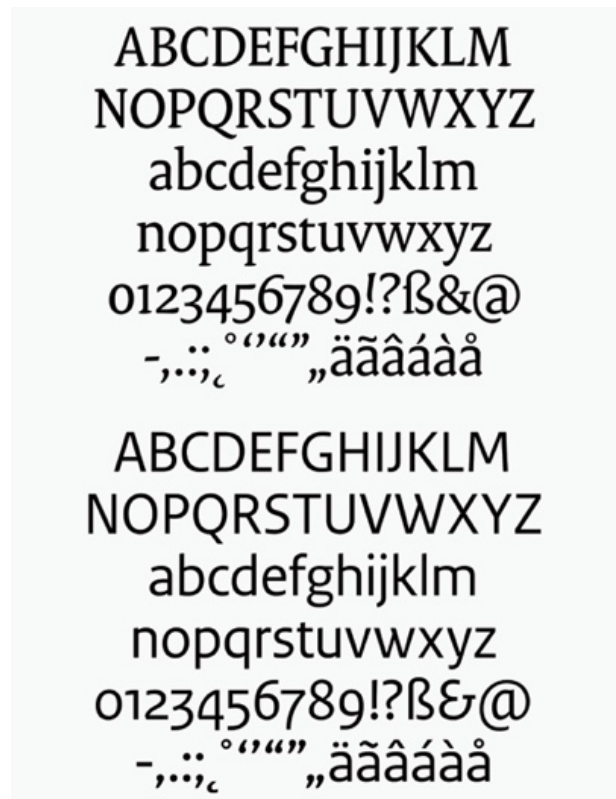 ABCDEFGHIJKLM
NOPQRSTUVWXYZ
abcdefghijklm
nopqrstuvwxyz
0123456789!?ß&@
-,.:;˛°‘’“”„äãâáàå
ABCDEFGHIJKLM
NOPQRSTUVWXYZ
abcdefghijklm
nopqrstuvwxyz
0123456789!?ß&@
-,.:;˛°‘’“”„äãâáàå